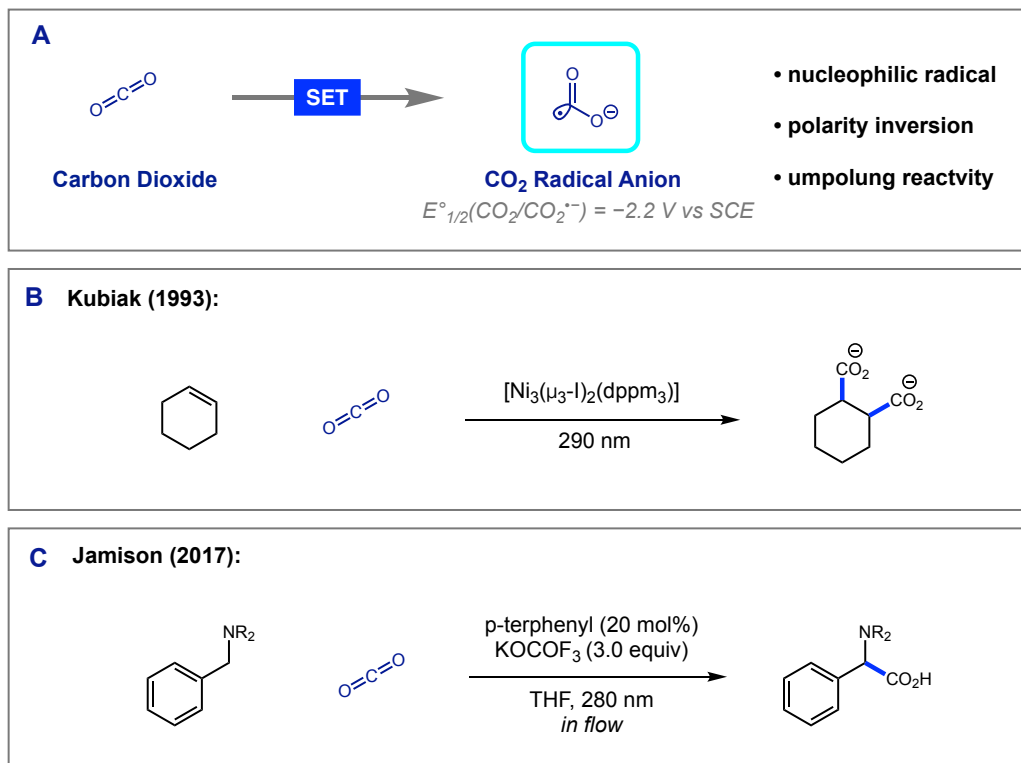 A
O=C=O
SET
O
O⊖
Carbon Dioxide
CO₂ Radical Anion
E°₁/₂(CO₂/CO₂•−) = −2.2 V vs SCE
• nucleophilic radical
• polarity inversion
• umpolung reactvity
B Kubiak (1993):
O=C=O
[Ni₃(μ₃-I)₂(dppm₃)]
290 nm
⊖
CO₂
⊖
CO₂
C Jamison (2017):
NR₂
O=C=O
p-terphenyl (20 mol%)
KOCOF₃ (3.0 equiv)
THF, 280 nm
in flow
NR₂
CO₂H